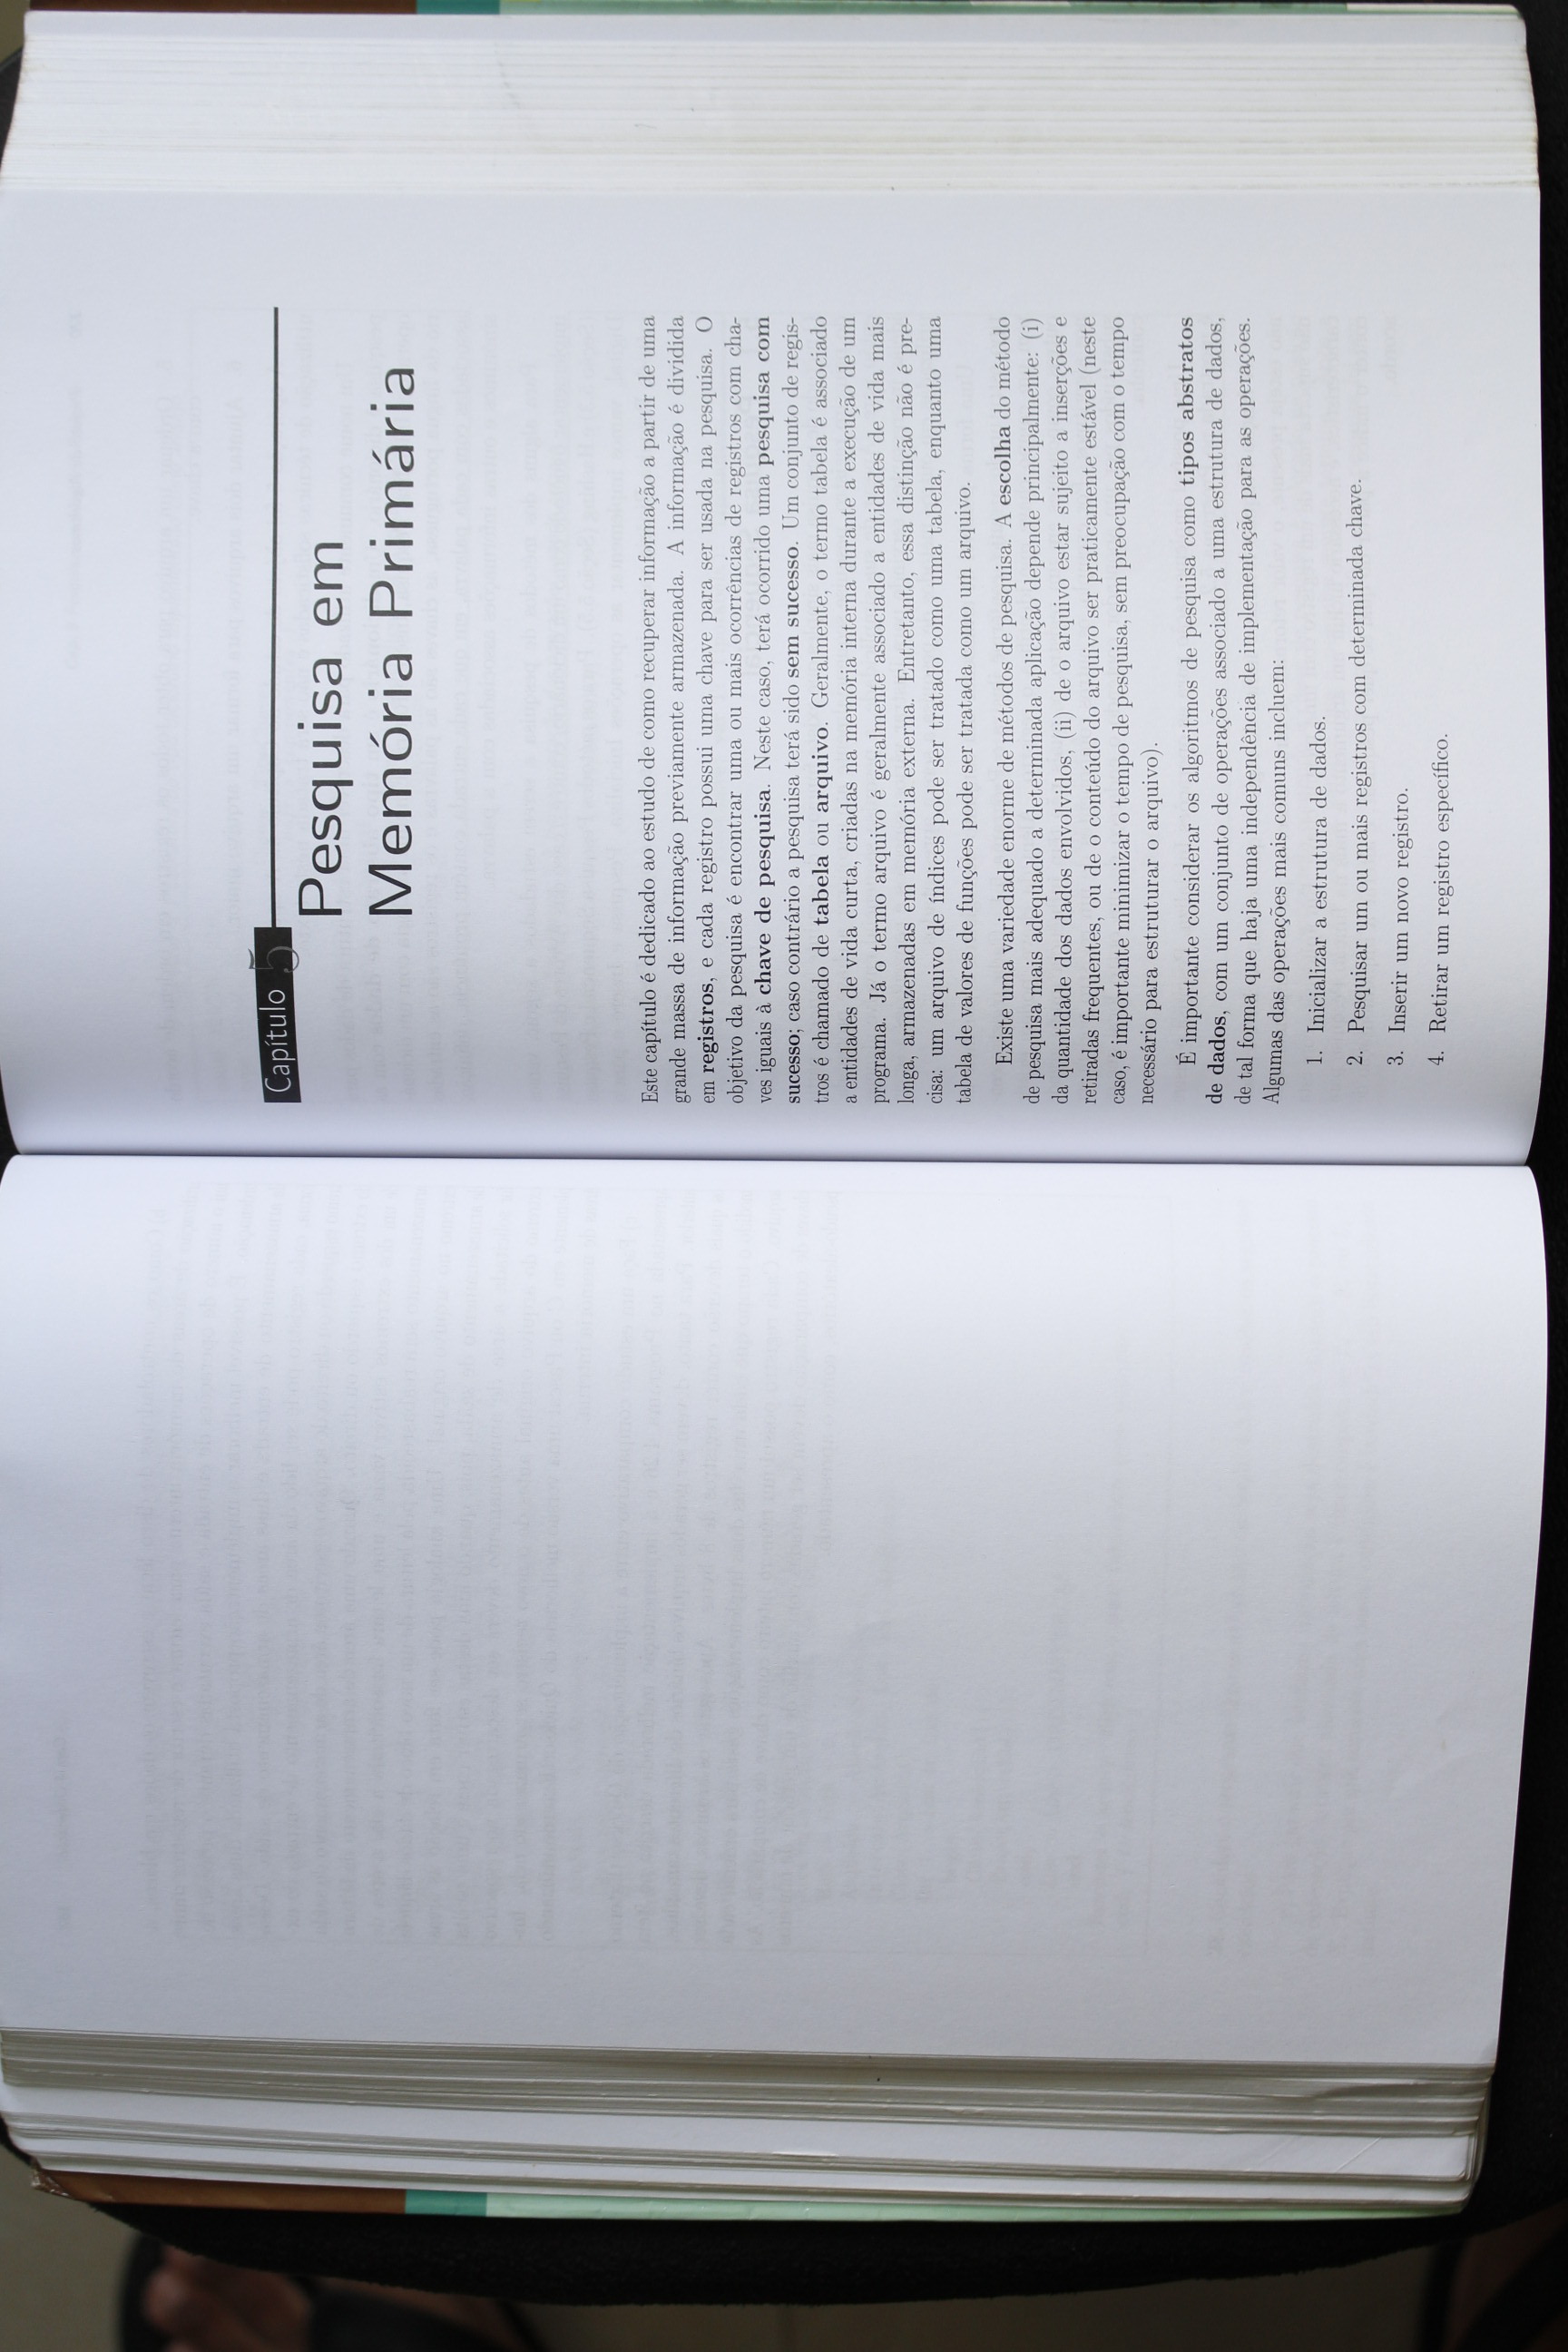 Capítulo 5
Pesquisa em
Memória Primária
Este capítulo é dedicado ao estudo de como recuperar informação a partir de uma
grande massa de informação previamente armazenada. A informação é dividida
em registros, e cada registro possui uma chave para ser usada na pesquisa. O
objetivo da pesquisa é encontrar uma ou mais ocorrências de registros com cha-
ves iguais à chave de pesquisa. Neste caso, terá ocorrido uma pesquisa com
sucesso; caso contrário a pesquisa terá sido sem sucesso. Um conjunto de regis-
tros é chamado de tabela ou arquivo. Geralmente, o termo tabela é associado
a entidades de vida curta, criadas na memória interna durante a execução de um
programa. Já o termo arquivo é geralmente associado a entidades de vida mais
longa, armazenadas em memória externa. Entretanto, essa distinção não é pre-
cisa: um arquivo de índices pode ser tratado como uma tabela, enquanto uma
tabela de valores de funções pode ser tratada como um arquivo.
Existe uma variedade enorme de métodos de pesquisa. A escolha do método
de pesquisa mais adequado a determinada aplicação depende principalmente: (i)
da quantidade dos dados envolvidos, (ii) de o arquivo estar sujeito a inserções e
retiradas frequentes, ou de o conteúdo do arquivo ser praticamente estável (neste
caso, é importante minimizar o tempo de pesquisa, sem preocupação com o tempo
necessário para estruturar o arquivo).
É importante considerar os algoritmos de pesquisa como tipos abstratos
de dados, com um conjunto de operações associado a uma estrutura de dados,
de tal forma que haja uma independência de implementação para as operações.
Algumas das operações mais comuns incluem:
1. Inicializar a estrutura de dados.
2. Pesquisar um ou mais registros com determinada chave.
3. Inserir um novo registro.
4. Retirar um registro específico.